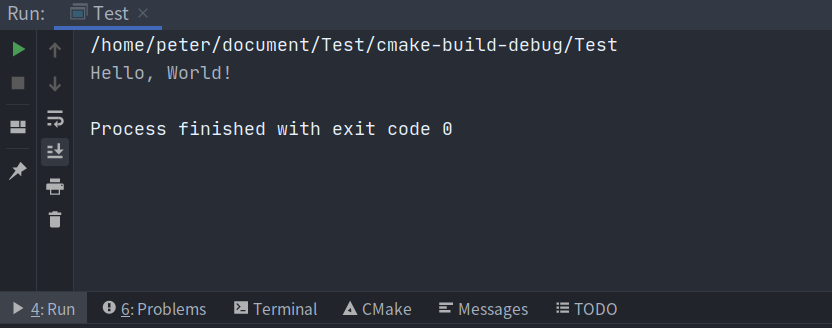 Run: Test
/home/peter/document/Test/cmake-build-debug/Test
Hello, World!
Process finished with exit code 0
4: Run 6: Problems Terminal CMake Messages TODO